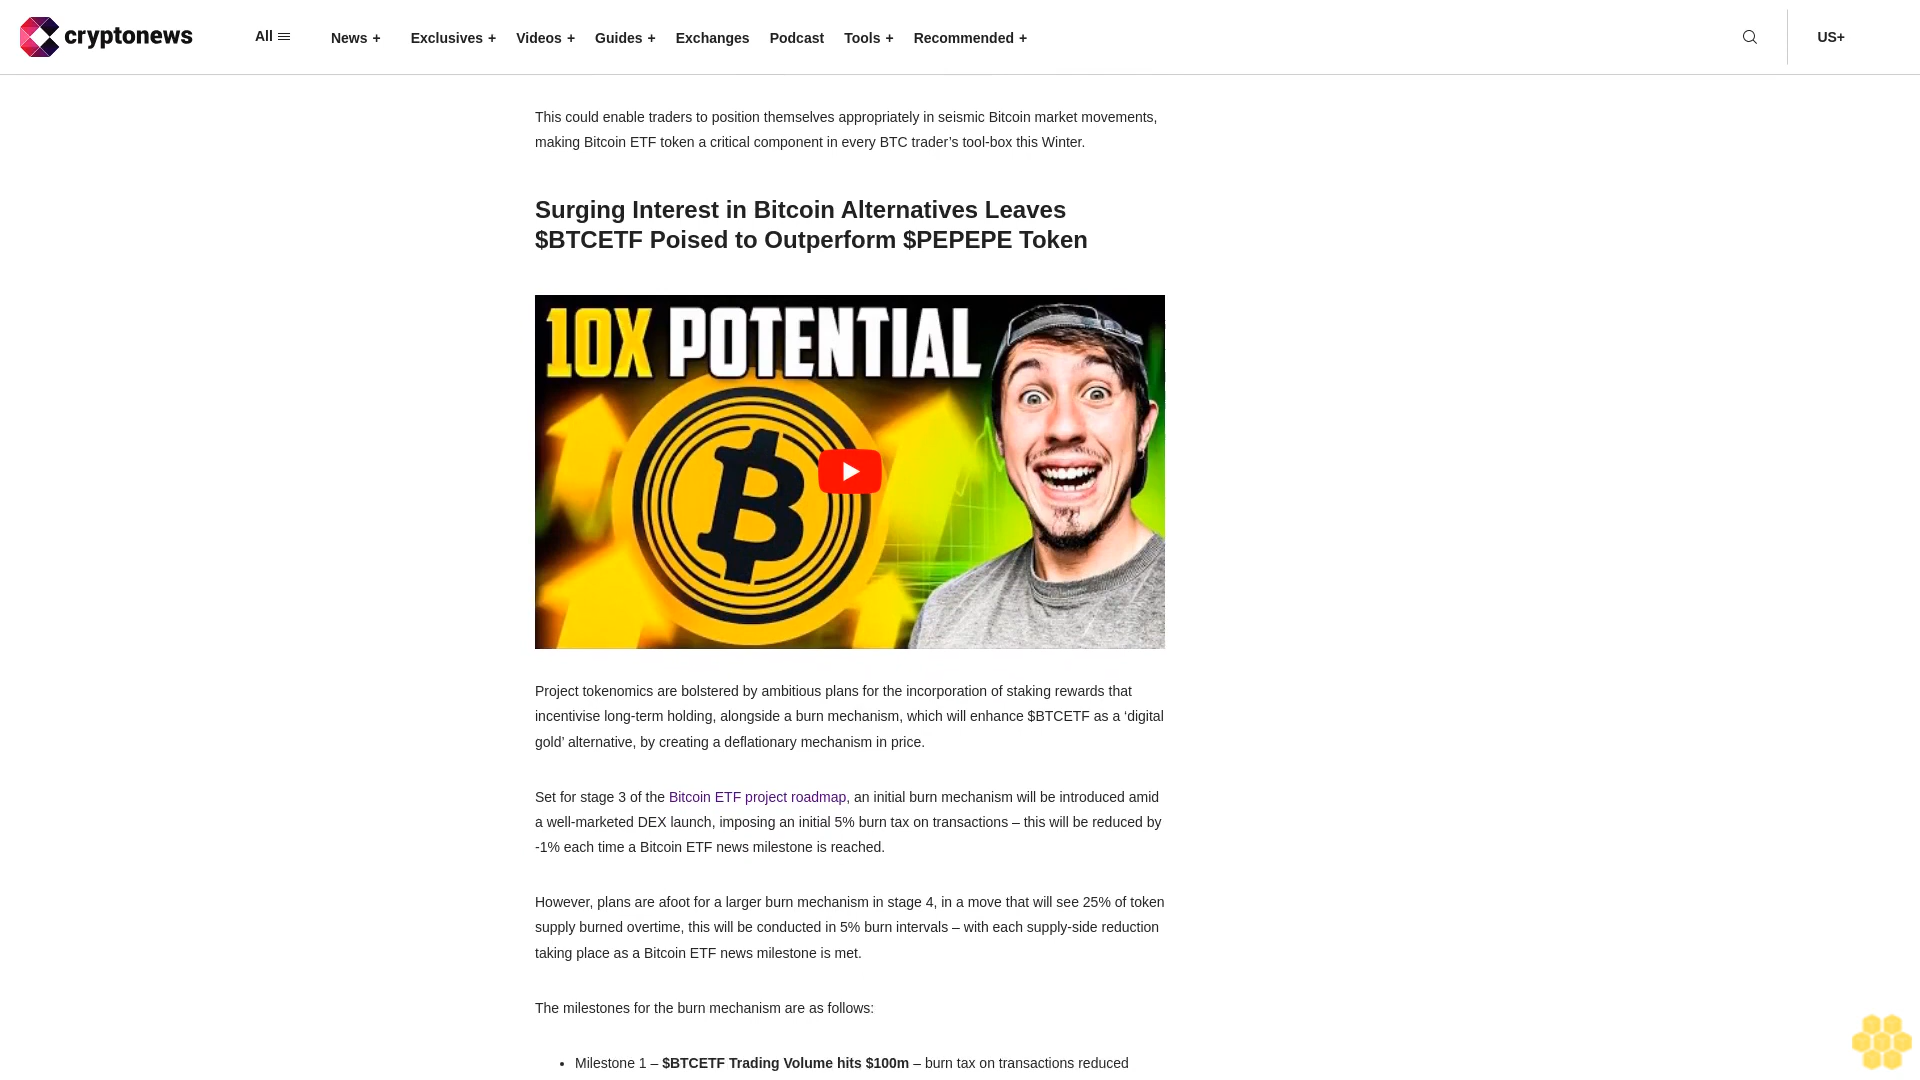 cryptonews
All
News +
Exclusives +
Videos +
Guides +
Exchanges
Podcast
Tools +
Recommended +
US+
This could enable traders to position themselves appropriately in seismic Bitcoin market movements,
making Bitcoin ETF token a critical component in every BTC trader’s tool-box this Winter.
Surging Interest in Bitcoin Alternatives Leaves
$BTCETF Poised to Outperform $PEPEPE Token
10X POTENTIAL
Project tokenomics are bolstered by ambitious plans for the incorporation of staking rewards that
incentivise long-term holding, alongside a burn mechanism, which will enhance $BTCETF as a ‘digital
gold’ alternative, by creating a deflationary mechanism in price.
Set for stage 3 of the Bitcoin ETF project roadmap, an initial burn mechanism will be introduced amid
a well-marketed DEX launch, imposing an initial 5% burn tax on transactions – this will be reduced by
-1% each time a Bitcoin ETF news milestone is reached.
However, plans are afoot for a larger burn mechanism in stage 4, in a move that will see 25% of token
supply burned overtime, this will be conducted in 5% burn intervals – with each supply-side reduction
taking place as a Bitcoin ETF news milestone is met.
The milestones for the burn mechanism are as follows:
• Milestone 1 – $BTCETF Trading Volume hits $100m – burn tax on transactions reduced